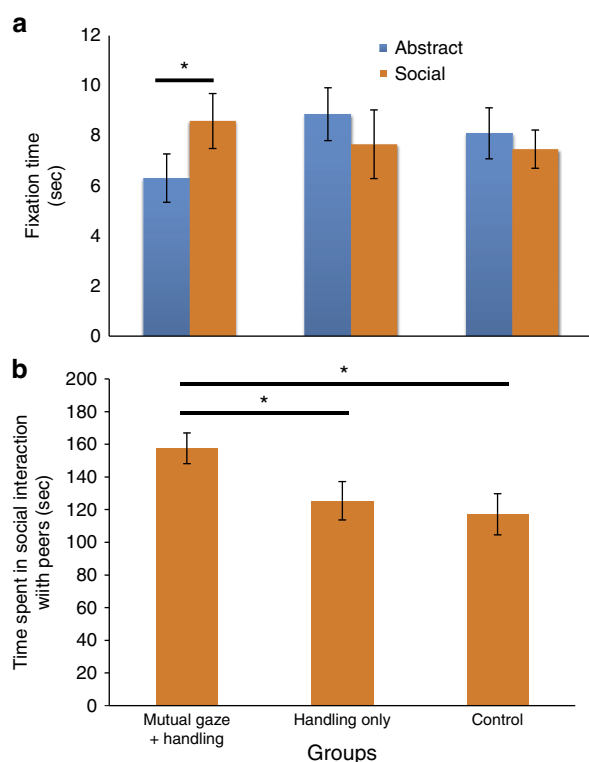 a
12
10
8
6
4
2
0
Fixation time
(sec)
Abstract
Social
*
b
200
180
160
140
120
100
80
60
40
20
0
Time spent in social interaction
wiith peers (sec)
*
*
Mutual gaze
+ handling
Handling only
Control
Groups